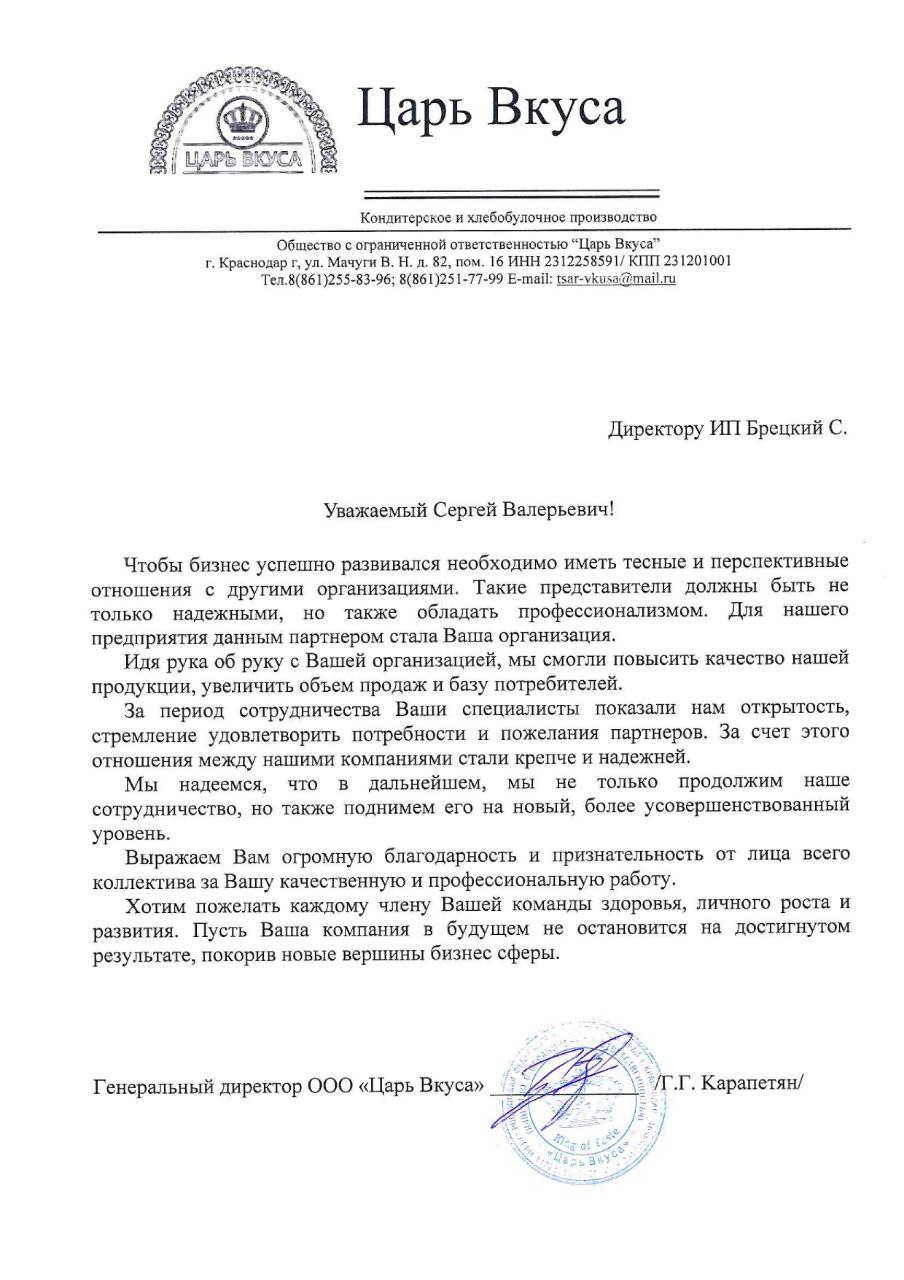 Царь Вкуса
ЦАРЬ ВКУСА
Кондитерское и хлебобулочное производство
Общество с ограниченной ответственностью “Царь Вкуса”
г. Краснодар г, ул. Мачуги В. Н. д. 82, пом. 16 ИНН 2312258591/ КПП 231201001
Тел.8(861)255-83-96; 8(861)251-77-99 E-mail: tsar-vkusa@mail.ru
Директору ИП Брецкий С.
Уважаемый Сергей Валерьевич!
Чтобы бизнес успешно развивался необходимо иметь тесные и перспективные
отношения с другими организациями. Такие представители должны быть не
только надежными, но также обладать профессионализмом. Для нашего
предприятия данным партнером стала Ваша организация.
Идя рука об руку с Вашей организацией, мы смогли повысить качество нашей
продукции, увеличить объем продаж и базу потребителей.
За период сотрудничества Ваши специалисты показали нам открытость,
стремление удовлетворить потребности и пожелания партнеров. За счет этого
отношения между нашими компаниями стали крепче и надежней.
Мы надеемся, что в дальнейшем, мы не только продолжим наше
сотрудничество, но также поднимем его на новый, более усовершенствованный
уровень.
Выражаем Вам огромную благодарность и признательность от лица всего
коллектива за Вашу качественную и профессиональную работу.
Хотим пожелать каждому члену Вашей команды здоровья, личного роста и
развития. Пусть Ваша компания в будущем не остановится на достигнутом
результате, покорив новые вершины бизнес сферы.
Генеральный директор ООО «Царь Вкуса» /Г.Г. Карапетян/
King of Taste
«Царь Вкуса»